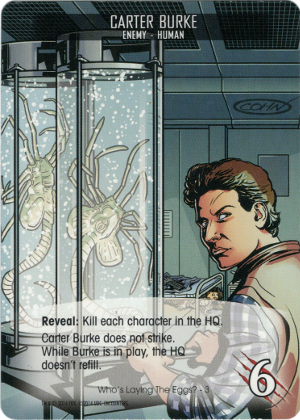 CARTER BURKE
ENEMY - HUMAN
COHN
Reveal: Kill each character in the HQ.
Carter Burke does not strike.
While Burke is in play, the HQ
doesn't refill.
Who's Laying The Eggs? - 3
6